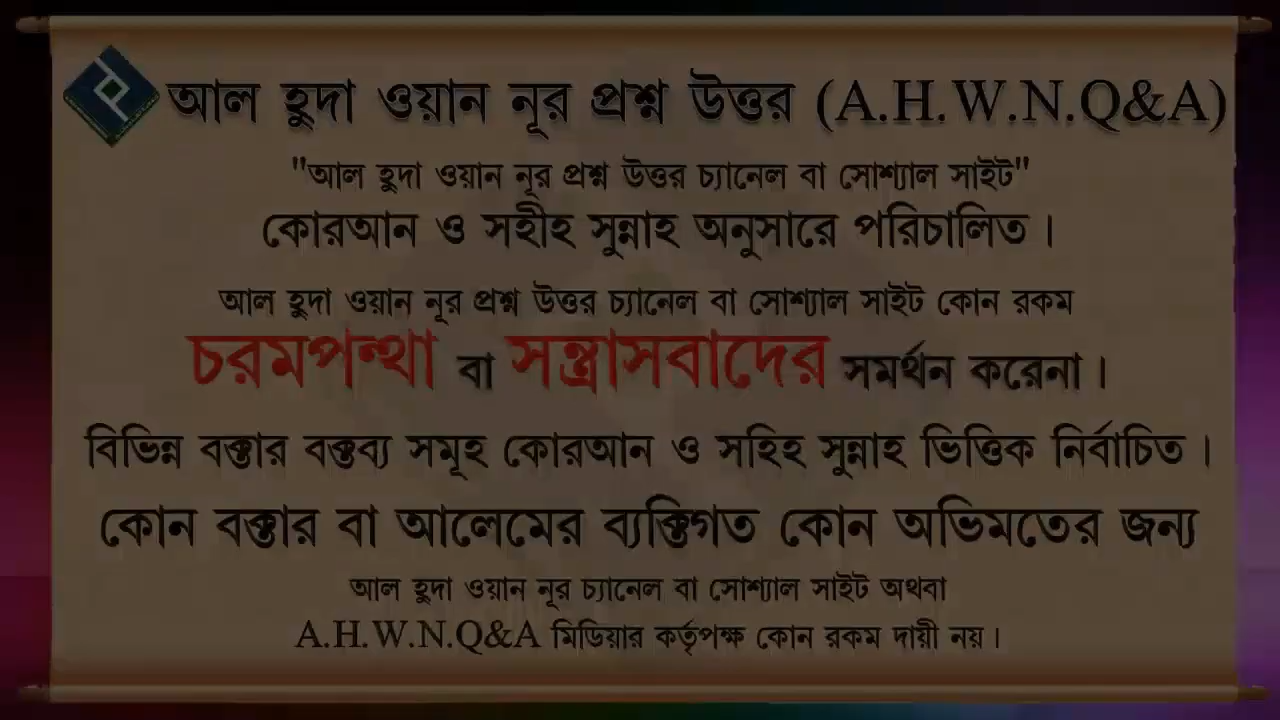 আল হুদা ওয়ান নূর প্রশ্ন উত্তর (A.H.W.N.Q&A)
"আল হুদা ওয়ান নূর প্রশ্ন উত্তর চ্যানেল বা সোশ্যাল সাইট"
কোরআন ও সহীহ সুন্নাহ অনুসারে পরিচালিত।
আল হুদা ওয়ান নূর প্রশ্ন উত্তর চ্যানেল বা সোশ্যাল সাইট কোন রকম
চরমপন্থা বা সন্ত্রাসবাদের সমর্থন করেনা।
বিভিন্ন বক্তার বক্তব্য সমূহ কোরআন ও সহিহ সুন্নাহ ভিত্তিক নির্বাচিত।
কোন বক্তার বা আলেমের ব্যক্তিগত কোন অভিমতের জন্য
আল হুদা ওয়ান নূর চ্যানেল বা সোশ্যাল সাইট অথবা
A.H.W.N.Q&A মিডিয়ার কর্তৃপক্ষ কোন রকম দায়ী নয়।